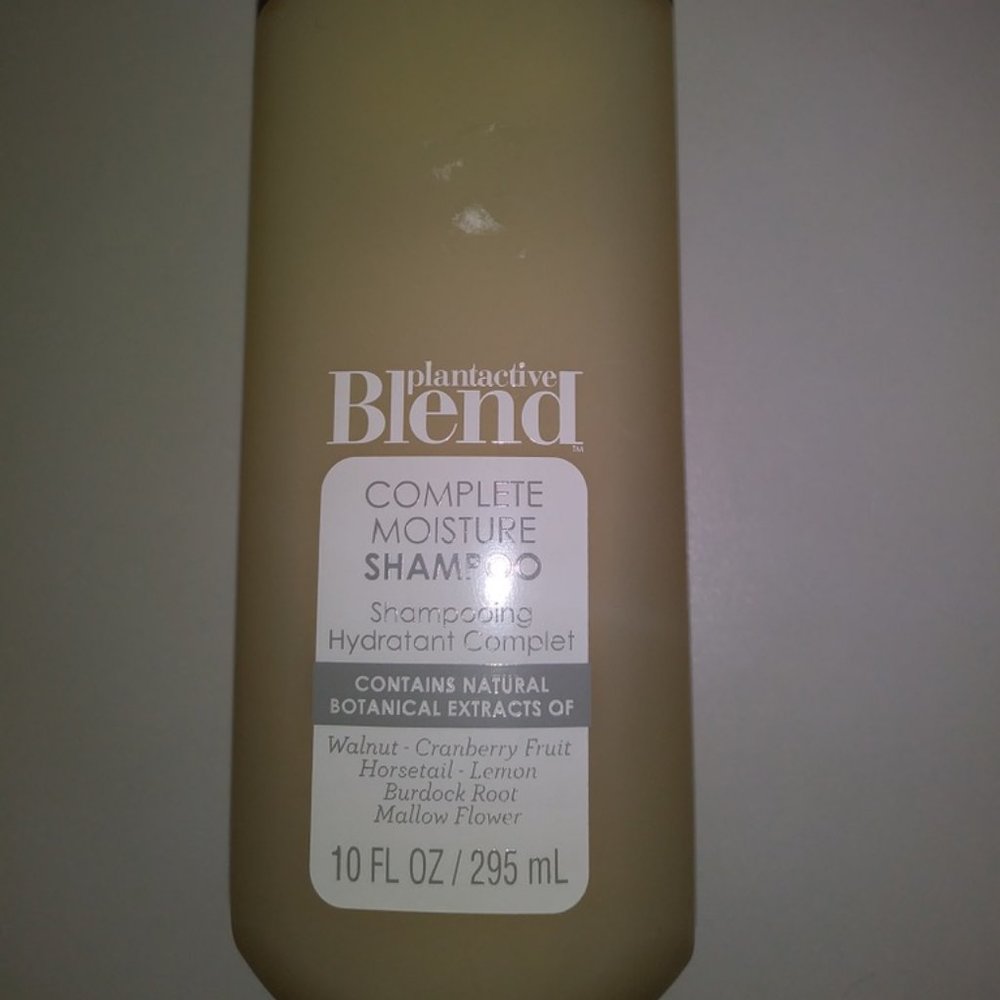 plantactive
Blend™
COMPLETE
MOISTURE
SHAMPOO
Shampooing
Hydratant Complet
CONTAINS NATURAL
BOTANICAL EXTRACTS OF
Walnut - Cranberry Fruit
Horsetail - Lemon
Burdock Root
Mallow Flower
10 FL OZ / 295 mL